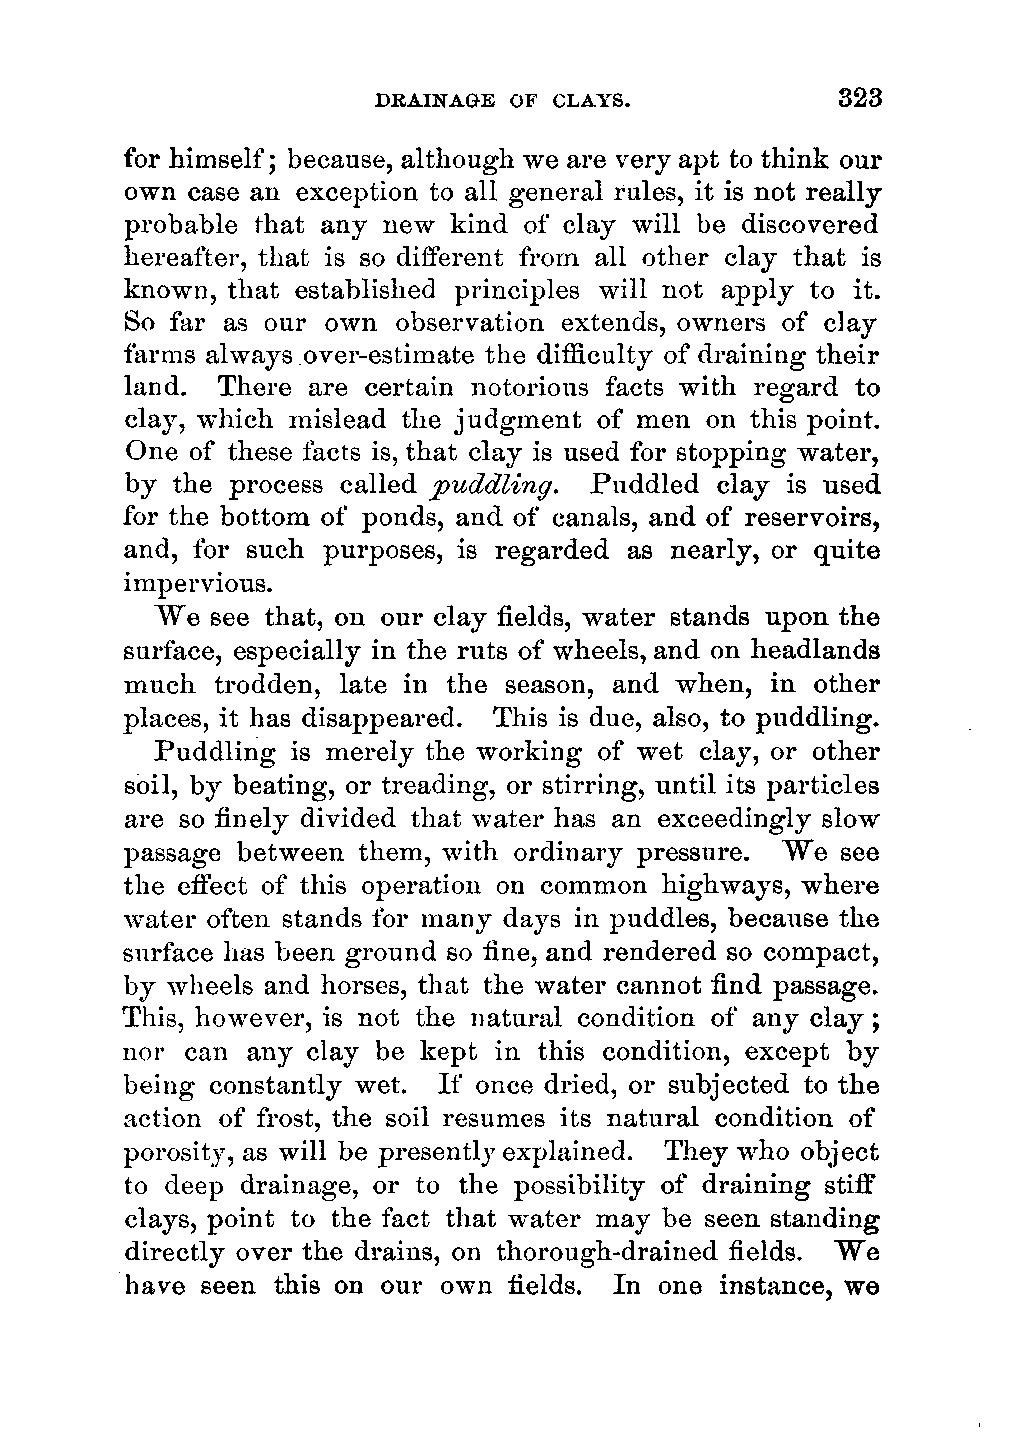 DRAINAGE OF CLAYS. 323
for himself; because, although we are very apt to think our
own case an exception to all general rules, it is not really
probable that any new kind of clay will be discovered
hereafter, that is so different from all other clay that is
known, that established principles will not apply to it.
So far as our own observation extends, owners of clay
farms always over-estimate the difficulty of draining their
land. There are certain notorious facts with regard to
clay, which mislead the judgment of men on this point.
One of these facts is, that clay is used for stopping water,
by the process called puddling. Puddled clay is used
for the bottom of ponds, and of canals, and of reservoirs,
and, for such purposes, is regarded as nearly, or quite
impervious.
We see that, on our clay fields, water stands upon the
surface, especially in the ruts of wheels, and on headlands
much trodden, late in the season, and when, in other
places, it has disappeared. This is due, also, to puddling.
Puddling is merely the working of wet clay, or other
soil, by beating, or treading, or stirring, until its particles
are so finely divided that water has an exceedingly slow
passage between them, with ordinary pressure. We see
the effect of this operation on common highways, where
water often stands for many days in puddles, because the
surface has been ground so fine, and rendered so compact,
by wheels and horses, that the water cannot find passage.
This, however, is not the natural condition of any clay;
nor can any clay be kept in this condition, except by
being constantly wet. If once dried, or subjected to the
action of frost, the soil resumes its natural condition of
porosity, as will be presently explained. They who object
to deep drainage, or to the possibility of draining stiff
clays, point to the fact that water may be seen standing
directly over the drains, on thorough-drained fields. We
have seen this on our own fields. In one instance, we